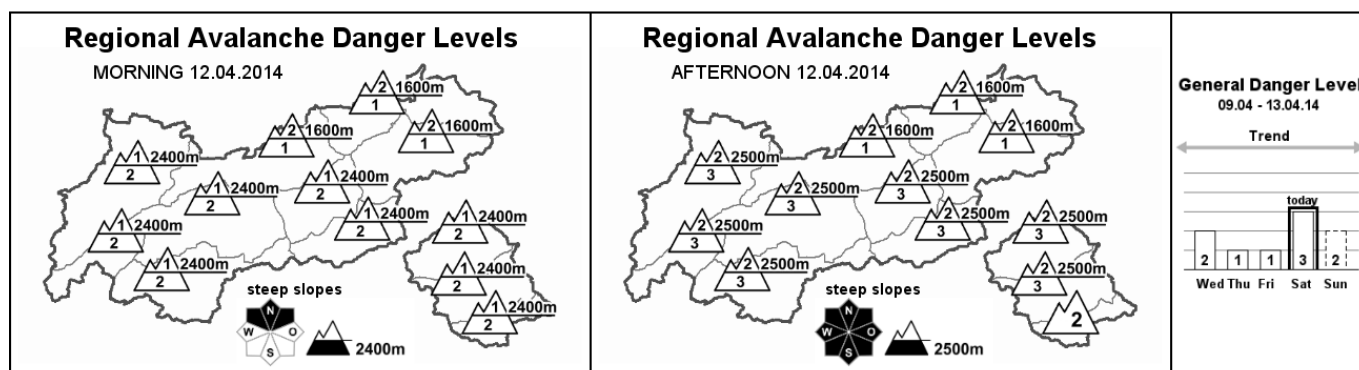 Regional Avalanche Danger Levels
MORNING 12.04.2014
2 1600m
1
2 1600m
1
2 1600m
1
1 2400m
2
1 2400m
2
1 2400m
2
1 2400m
2
1 2400m
2
1 2400m
2
1 2400m
2
1 2400m
2
1 2400m
2
steep slopes
N
W O
S
2400m
Regional Avalanche Danger Levels
AFTERNOON 12.04.2014
2 1600m
1
2 1600m
1
2 1600m
1
2 2500m
3
2 2500m
3
2 2500m
3
2 2500m
3
2 2500m
3
2 2500m
3
2 2500m
3
2 2500m
3
2
steep slopes
N
W O
S
2500m
General Danger Level
09.04 - 13.04.14
Trend
today
2 1 1 3 2
Wed Thu Fri Sat Sun